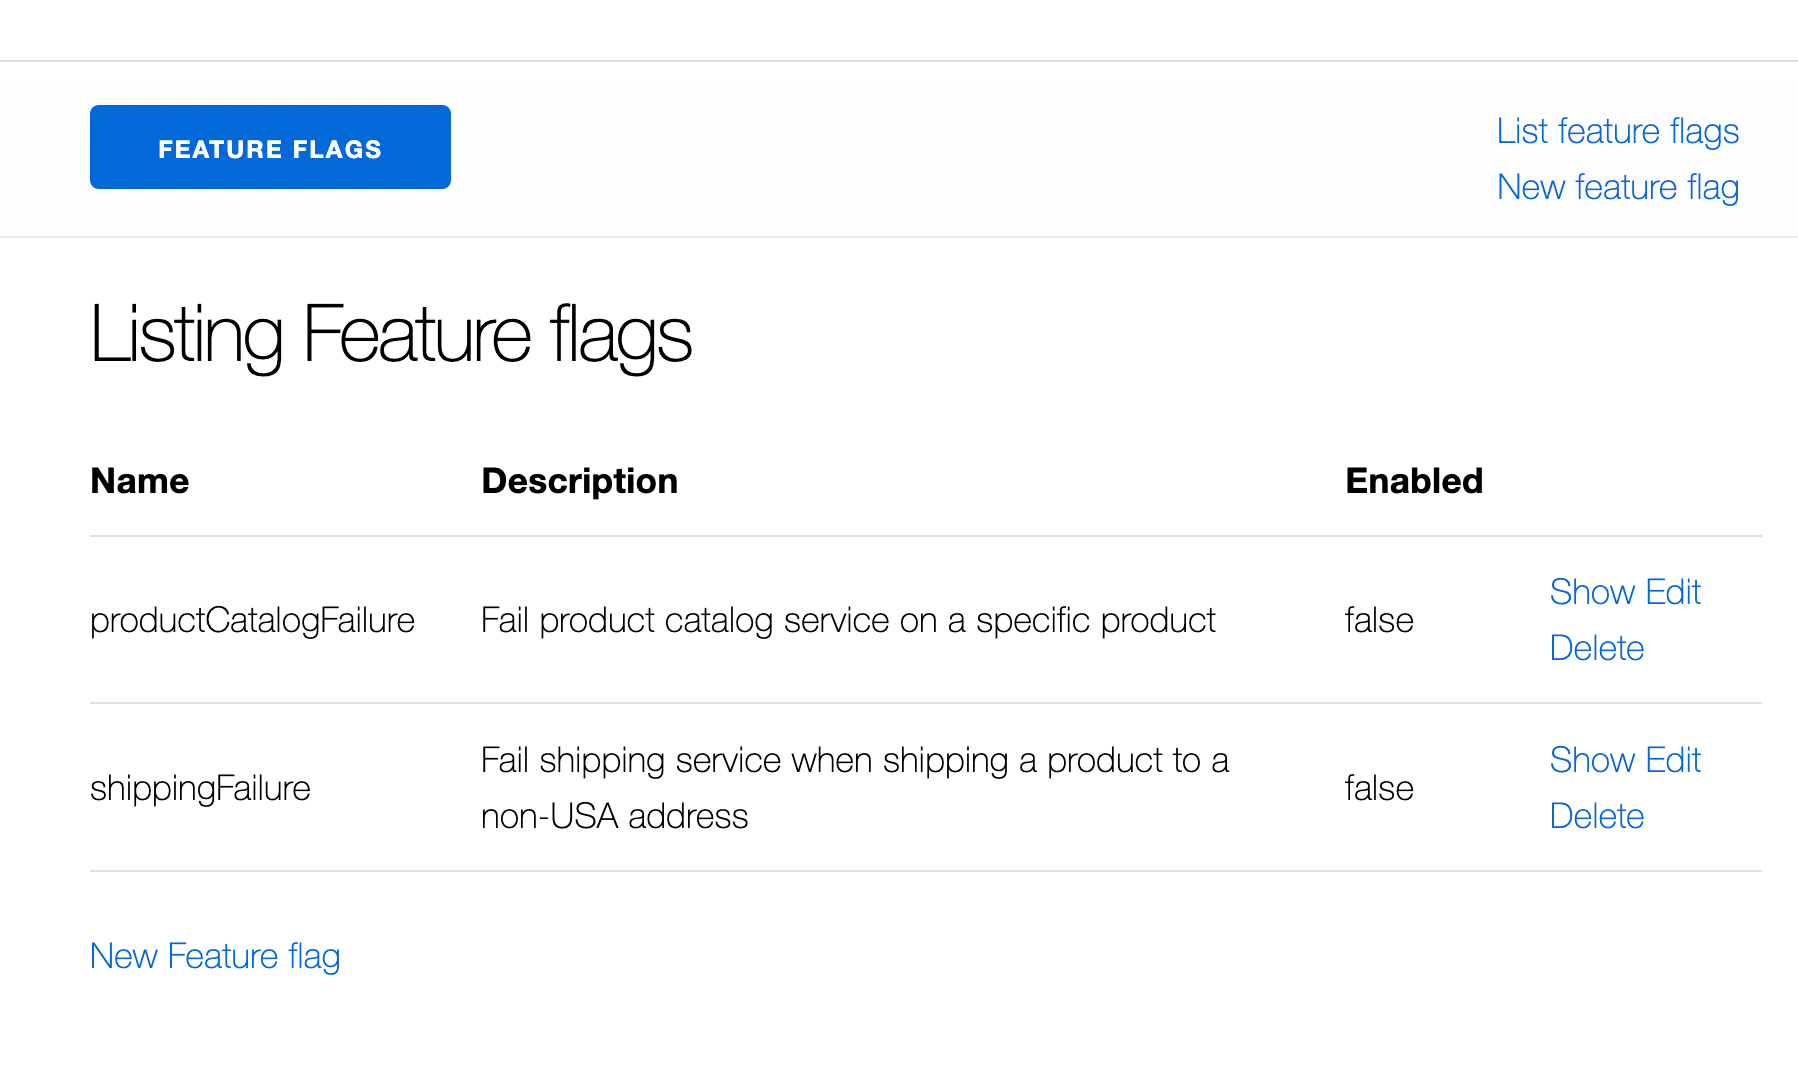 FEATURE FLAGS
List feature flags
New feature flag
Listing Feature flags
Name Description Enabled
productCatalogFailure Fail product catalog service on a specific product false Show Edit
Delete
shippingFailure Fail shipping service when shipping a product to a
non-USA address false Show Edit
Delete
New Feature flag